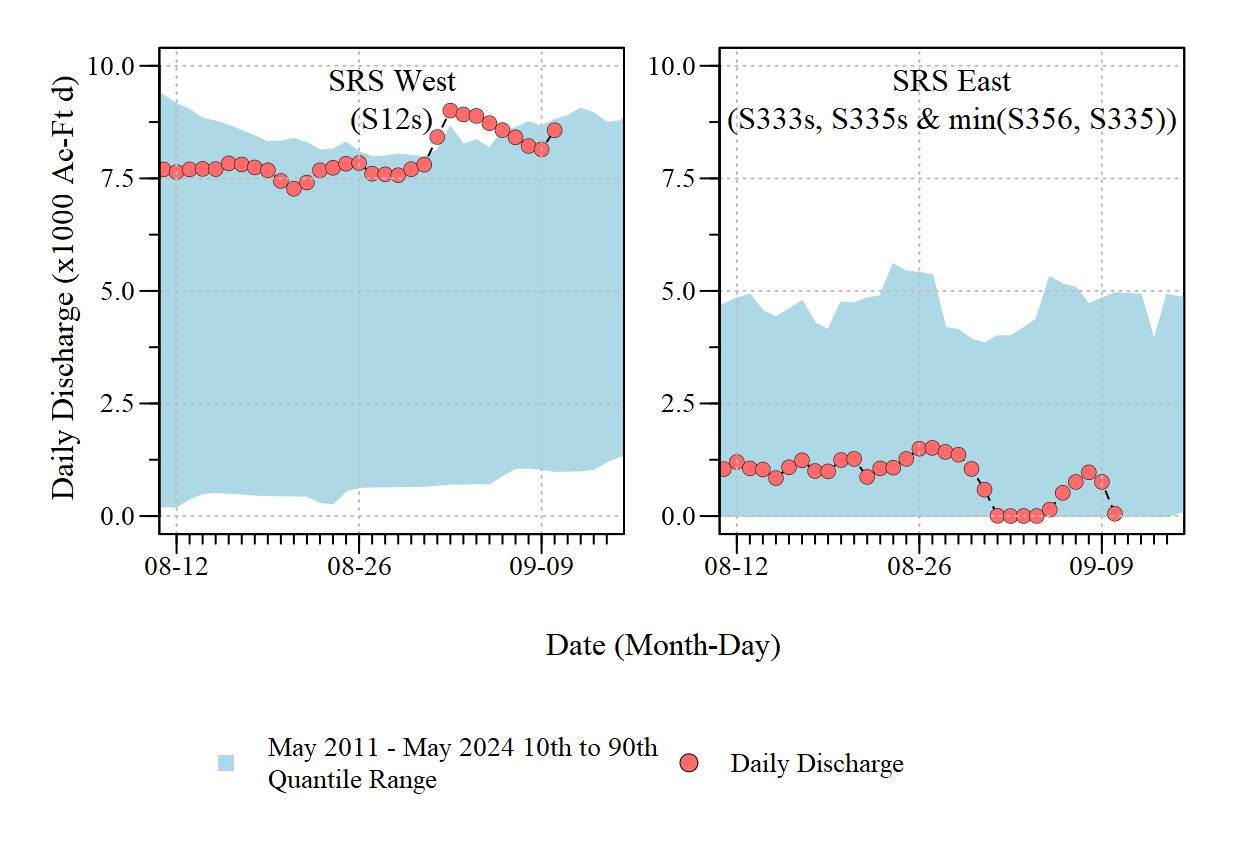 SRS West
(S12s)
SRS East
(S333s, S335s & min(S356, S335))
Daily Discharge (x1000 Ac-Ft d)
10.0
7.5
5.0
2.5
0.0
10.0
7.5
5.0
2.5
0.0
08-12
08-26
09-09
08-12
08-26
09-09
Date (Month-Day)
May 2011 - May 2024 10th to 90th
Quantile Range
Daily Discharge